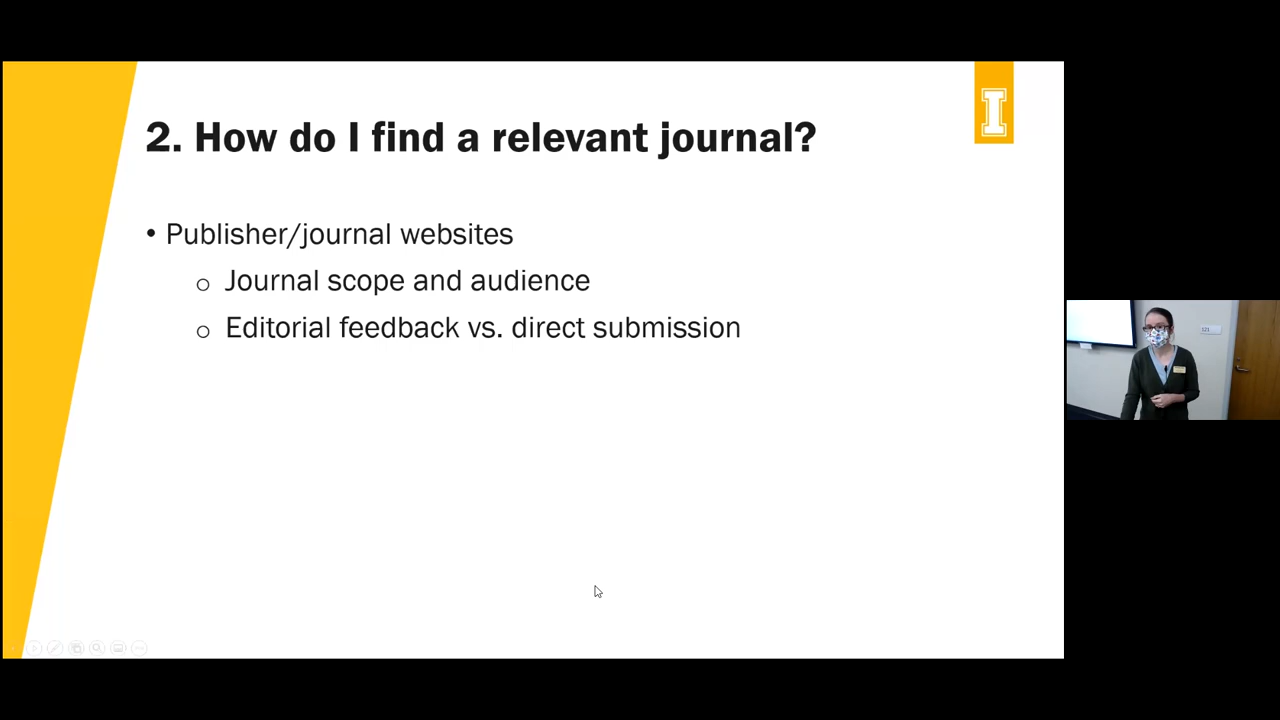 I
2. How do I find a relevant journal?
• Publisher/journal websites
o Journal scope and audience
o Editorial feedback vs. direct submission